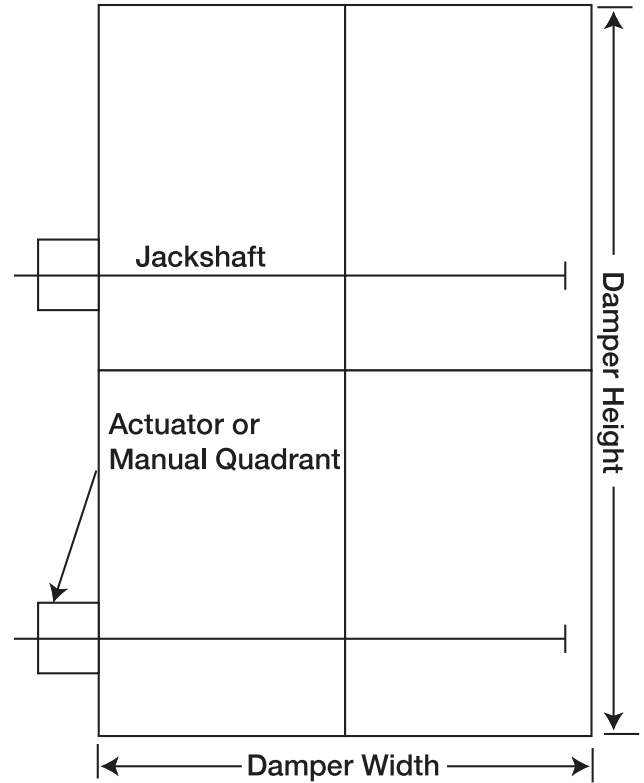 Jackshaft
Damper Height
Actuator or
Manual Quadrant
Damper Width